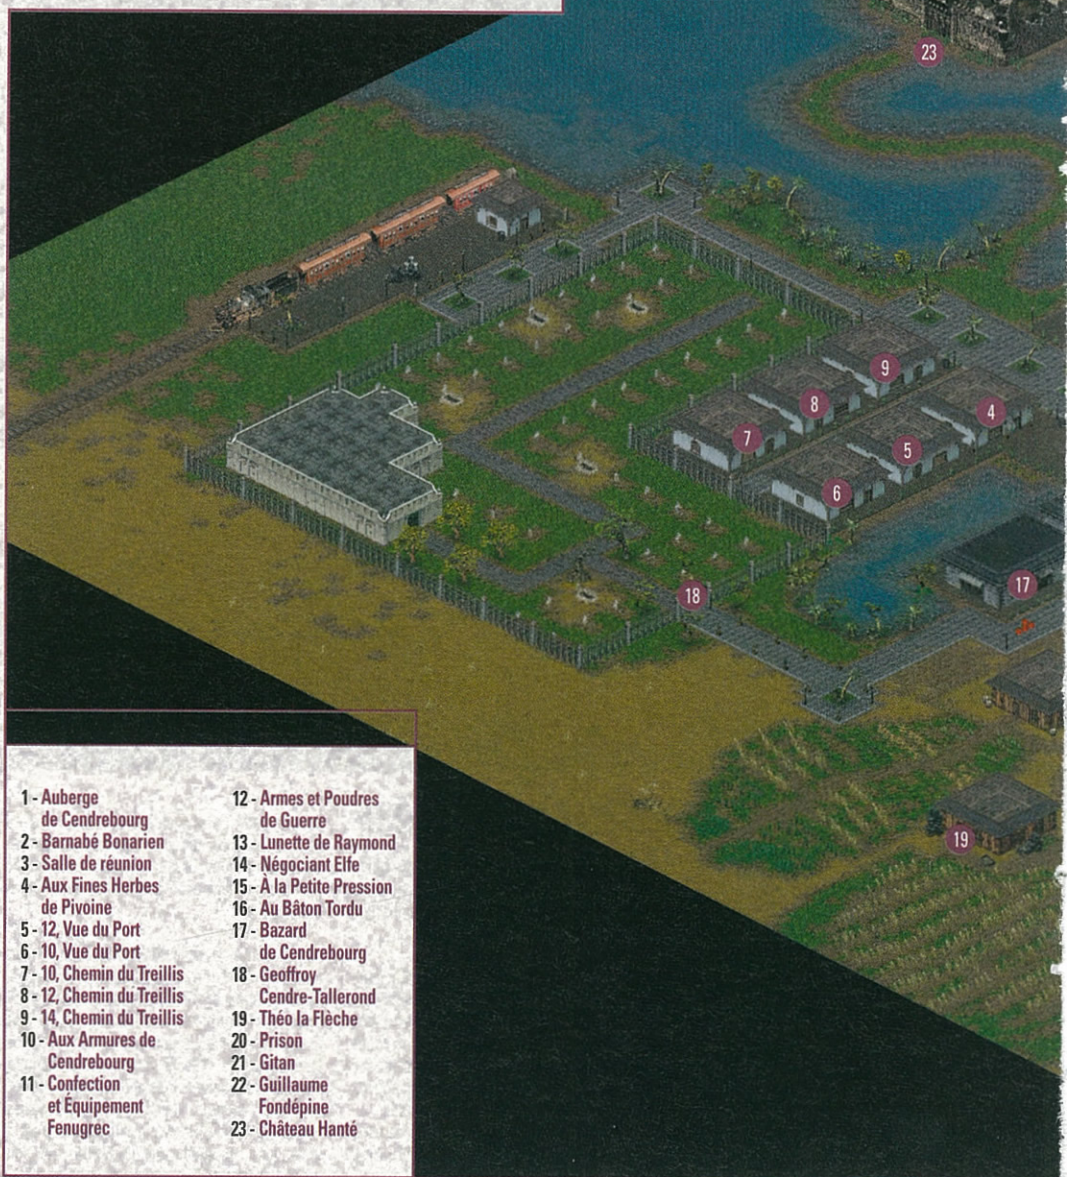 23
9
8
4
7
5
6
17
18
19
1 - Auberge
de Cendrebourg
2 - Barnabé Bonarien
3 - Salle de réunion
4 - Aux Fines Herbes
de Pivoine
5 - 12, Vue du Port
6 - 10, Vue du Port
7 - 10, Chemin du Treillis
8 - 12, Chemin du Treillis
9 - 14, Chemin du Treillis
10 - Aux Armures de
Cendrebourg
11 - Confection
et Équipement
Fenugrec
12 - Armes et Poudres
de Guerre
13 - Lunette de Raymond
14 - Négociant Elfe
15 - À la Petite Pression
16 - Au Bâton Tordu
17 - Bazard
de Cendrebourg
18 - Geoffroy
Cendre-Tallerond
19 - Théo la Flèche
20 - Prison
21 - Gitan
22 - Guillaume
Fondépine
23 - Château Hanté